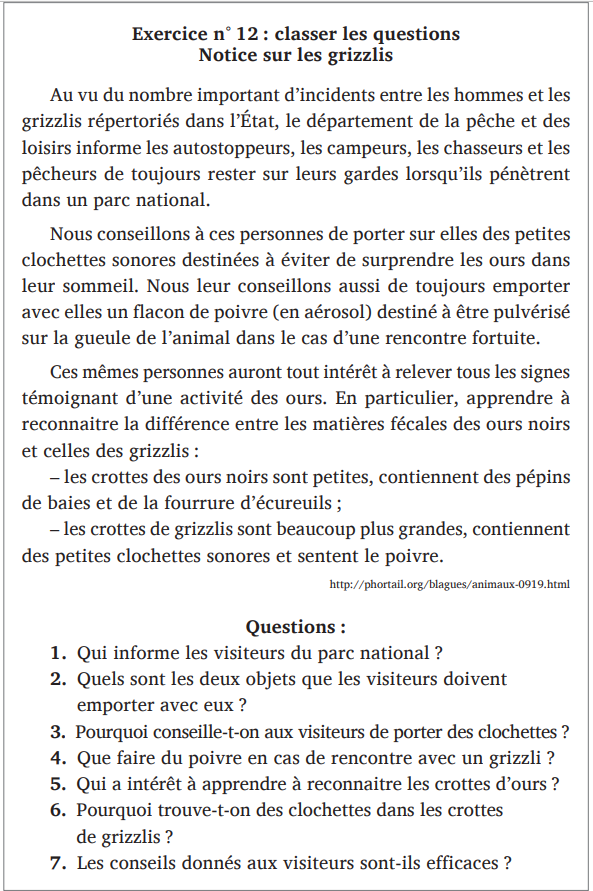 Exercice n° 12 : classer les questions
Notice sur les grizzlis
Au vu du nombre important d’incidents entre les hommes et les
grizzlis répertoriés dans l’État, le département de la pêche et des
loisirs informe les autostoppeurs, les campeurs, les chasseurs et les
pêcheurs de toujours rester sur leurs gardes lorsqu’ils pénètrent
dans un parc national.
Nous conseillons à ces personnes de porter sur elles des petites
clochettes sonores destinées à éviter de surprendre les ours dans
leur sommeil. Nous leur conseillons aussi de toujours emporter
avec elles un flacon de poivre (en aérosol) destiné à être pulvérisé
sur la gueule de l’animal dans le cas d’une rencontre fortuite.
Ces mêmes personnes auront tout intérêt à relever tous les signes
témoignant d’une activité des ours. En particulier, apprendre à
reconnaitre la différence entre les matières fécales des ours noirs
et celles des grizzlis :
– les crottes des ours noirs sont petites, contiennent des pépins
de baies et de la fourrure d’écureuils ;
– les crottes de grizzlis sont beaucoup plus grandes, contiennent
des petites clochettes sonores et sentent le poivre.
http://phortail.org/blagues/animaux-0919.html
Questions :
1. Qui informe les visiteurs du parc national ?
2. Quels sont les deux objets que les visiteurs doivent
emporter avec eux ?
3. Pourquoi conseille-t-on aux visiteurs de porter des clochettes ?
4. Que faire du poivre en cas de rencontre avec un grizzli ?
5. Qui a intérêt à apprendre à reconnaitre les crottes d’ours ?
6. Pourquoi trouve-t-on des clochettes dans les crottes
de grizzlis ?
7. Les conseils donnés aux visiteurs sont-ils efficaces ?